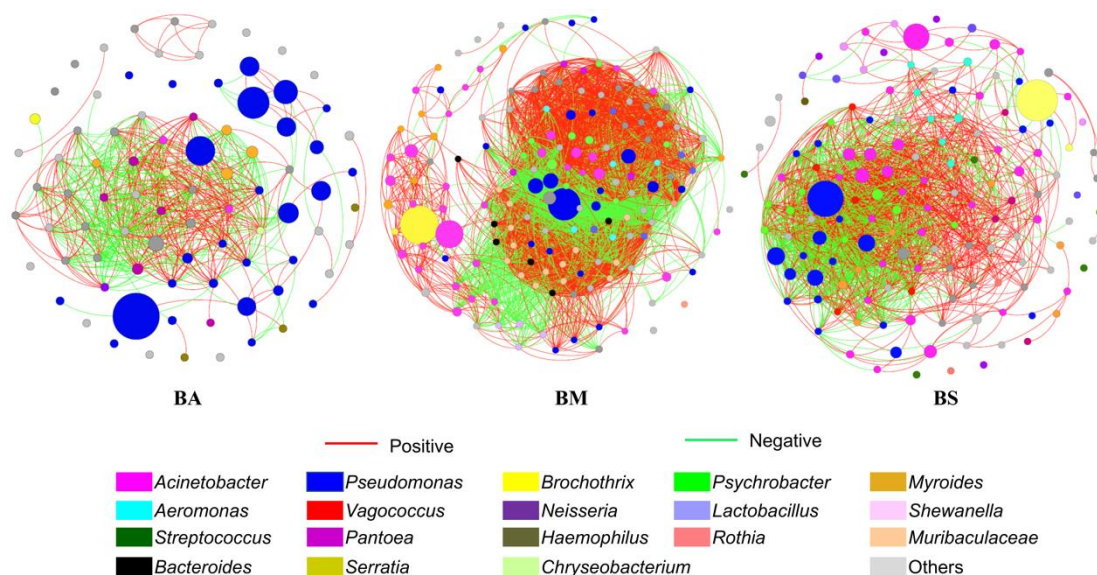 BA BM BS
Positive Negative
Acinetobacter Pseudomonas Brochothrix Psychrobacter Myroides
Aeromonas Vagococcus Neisseria Lactobacillus Shewanella
Streptococcus Pantoea Haemophilus Rothia Muribaculaceae
Bacteroides Serratia Chryseobacterium Others